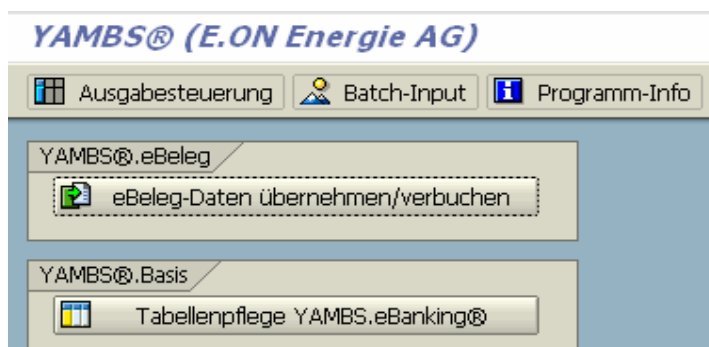 YAMBS® (E.ON Energie AG)
Ausgabesteuerung Batch-Input Programm-Info
YAMBS®.eBeleg
eBeleg-Daten übernehmen/verbuchen
YAMBS®.Basis
Tabellenpflege YAMBS.eBanking®